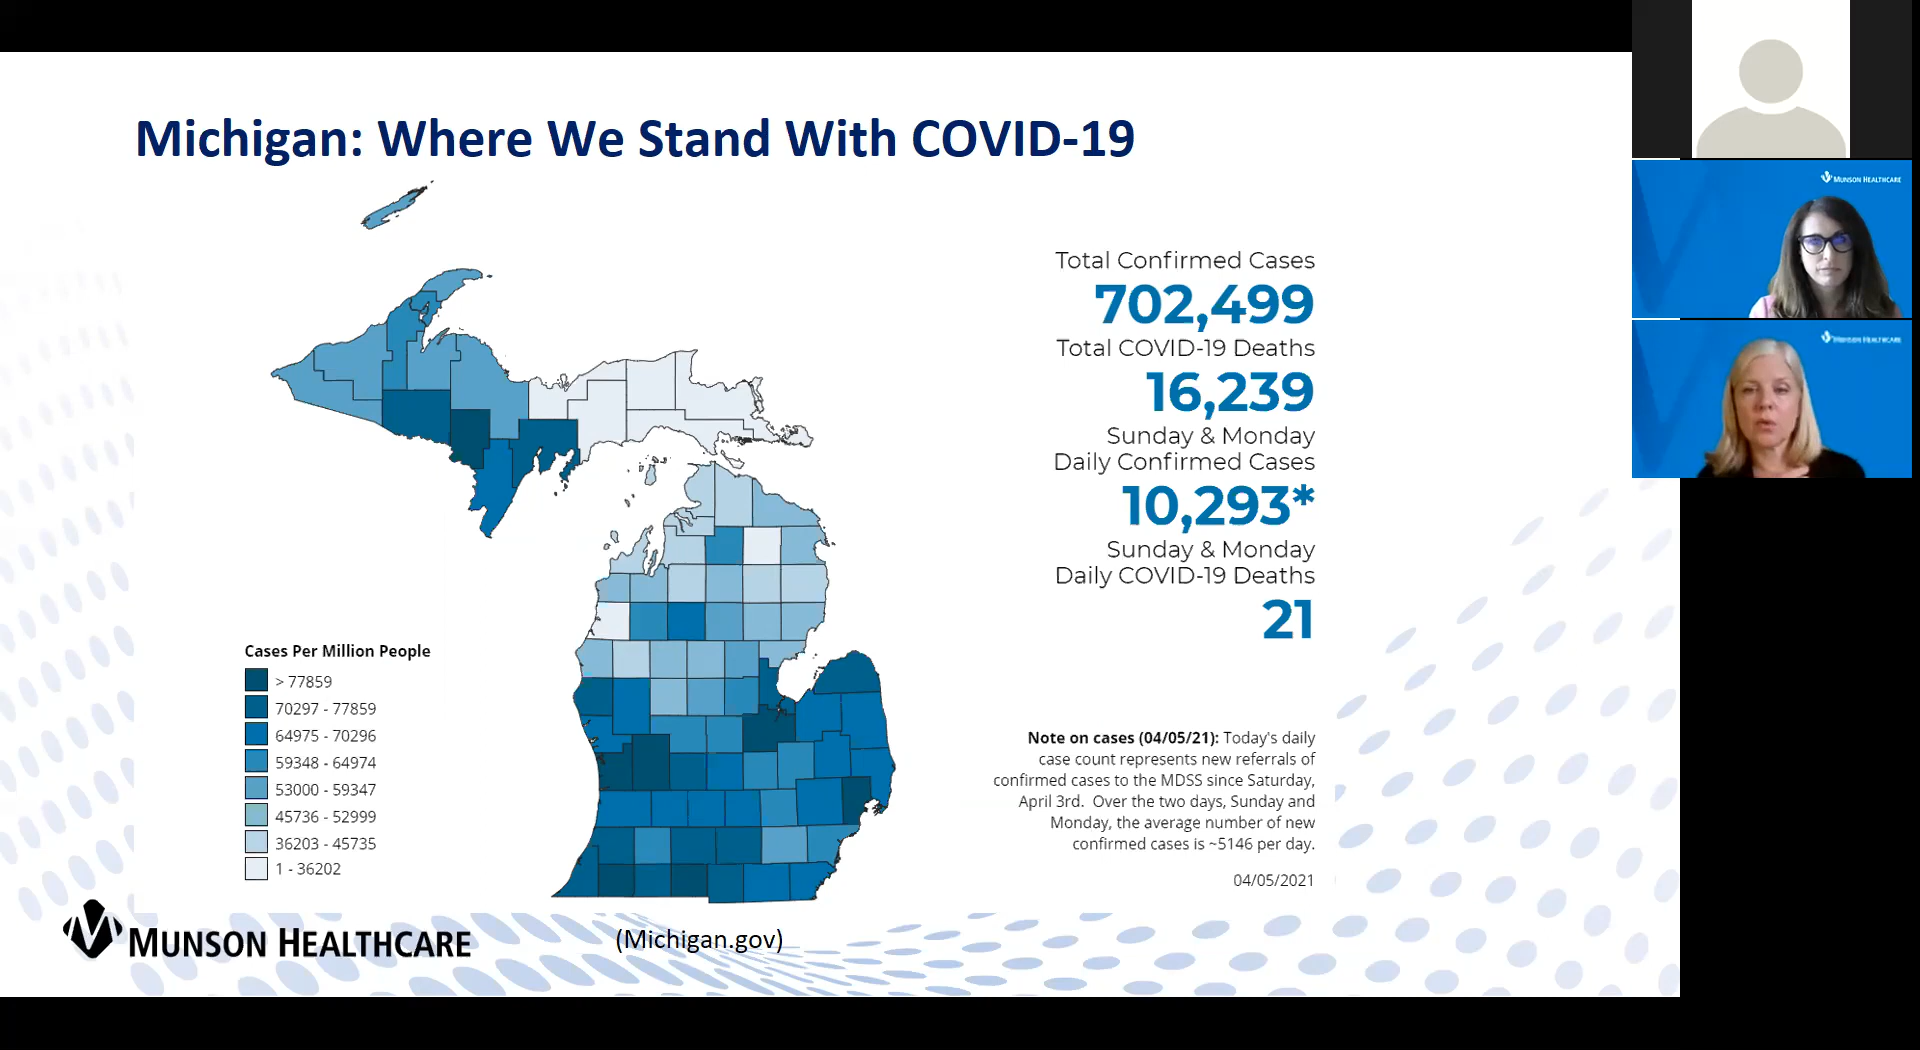 Michigan: Where We Stand With COVID-19
Total Confirmed Cases
702,499
Total COVID-19 Deaths
16,239
Sunday & Monday
Daily Confirmed Cases
10,293*
Sunday & Monday
Daily COVID-19 Deaths
21
Cases Per Million People
> 77859
70297 - 77859
64975 - 70296
59348 - 64974
53000 - 59347
45736 - 52999
36203 - 45735
1 - 36202
Note on cases (04/05/21): Today's daily
case count represents new referrals of
confirmed cases to the MDSS since Saturday,
April 3rd. Over the two days, Sunday and
Monday, the average number of new
confirmed cases is ~5146 per day.
04/05/2021
MUNSON HEALTHCARE
(Michigan.gov)
MUNSON HEALTHCARE
MUNSON HEALTHCARE